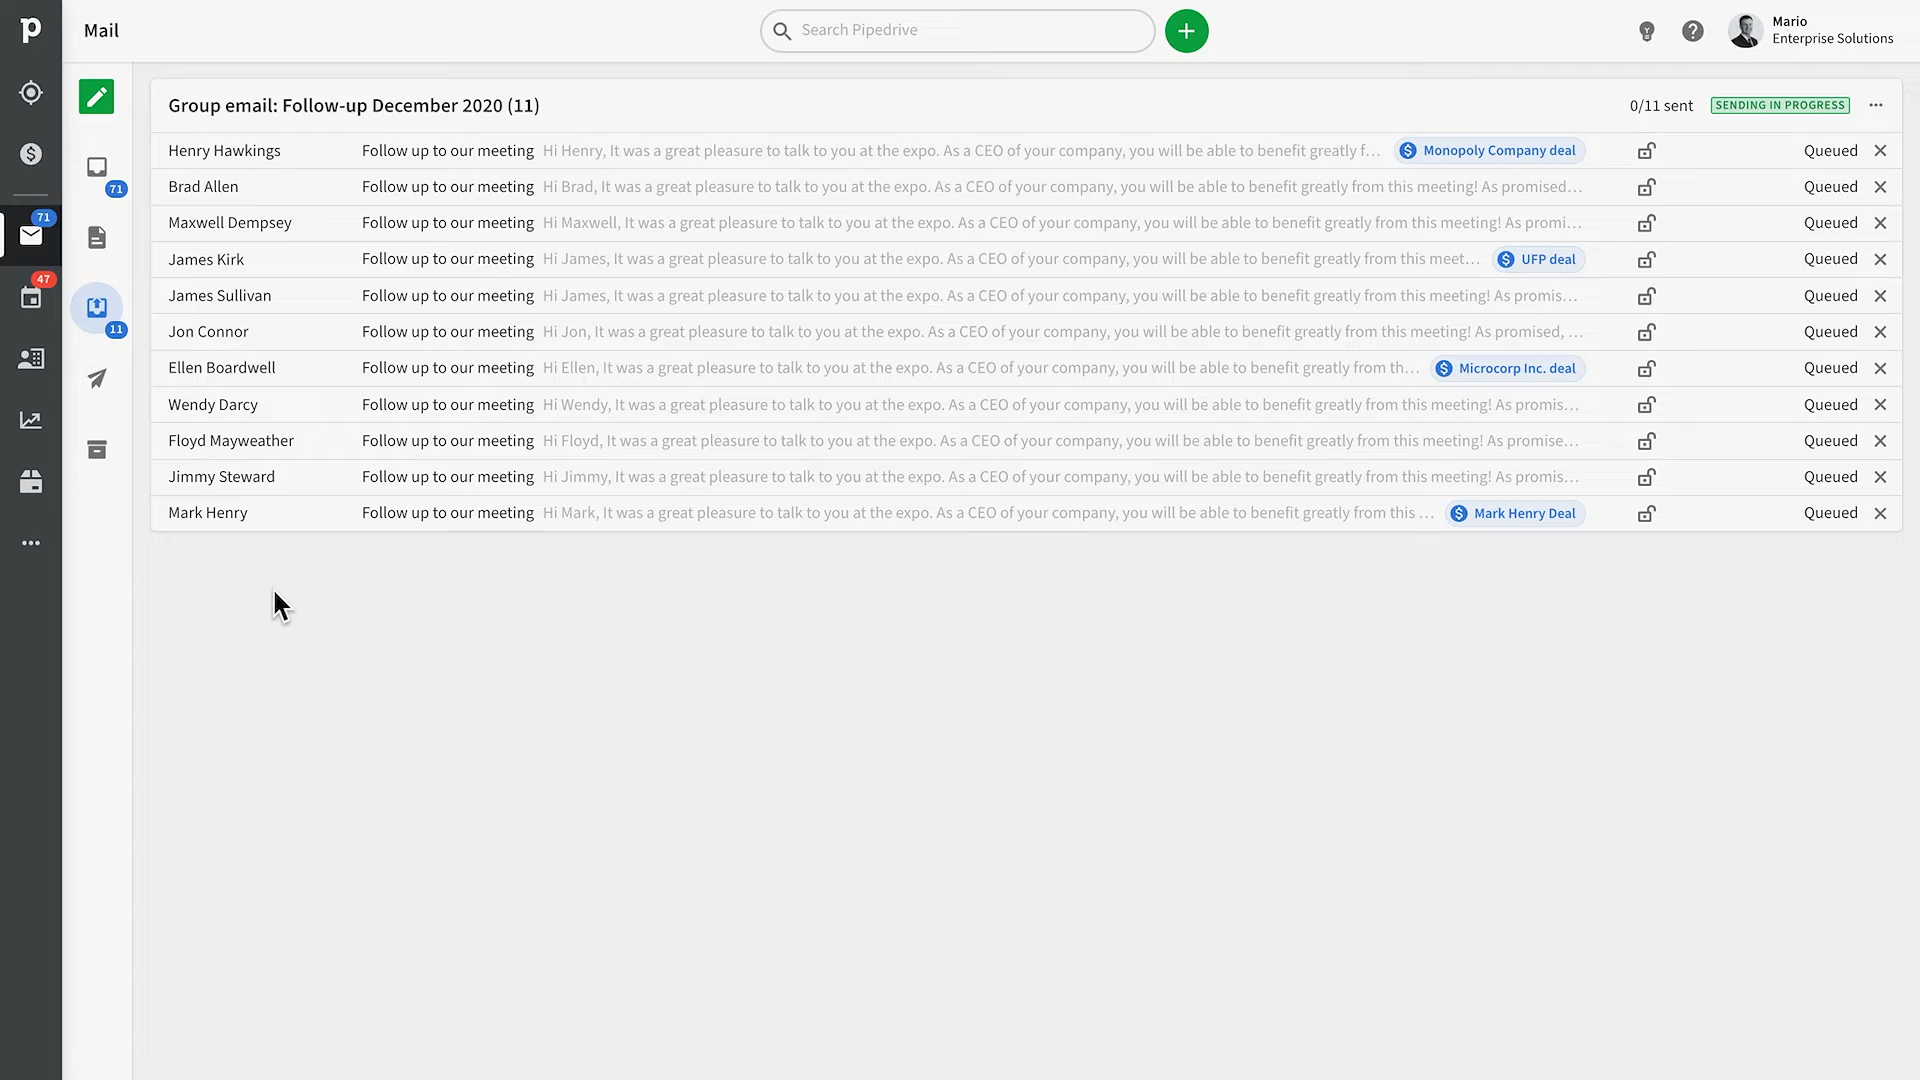 p
Mail
Search Pipedrive
Mario
Enterprise Solutions
71
47
71
11
Group email: Follow-up December 2020 (11)
0/11 sent
SENDING IN PROGRESS
Henry Hawkings Follow up to our meeting Hi Henry, It was a great pleasure to talk to you at the expo. As a CEO of your company, you will be able to benefit greatly f... Monopoly Company deal Queued
Brad Allen Follow up to our meeting Hi Brad, It was a great pleasure to talk to you at the expo. As a CEO of your company, you will be able to benefit greatly from this meeting! As promised... Queued
Maxwell Dempsey Follow up to our meeting Hi Maxwell, It was a great pleasure to talk to you at the expo. As a CEO of your company, you will be able to benefit greatly from this meeting! As promi... Queued
James Kirk Follow up to our meeting Hi James, It was a great pleasure to talk to you at the expo. As a CEO of your company, you will be able to benefit greatly from this meet... UFP deal Queued
James Sullivan Follow up to our meeting Hi James, It was a great pleasure to talk to you at the expo. As a CEO of your company, you will be able to benefit greatly from this meeting! As promis... Queued
Jon Connor Follow up to our meeting Hi Jon, It was a great pleasure to talk to you at the expo. As a CEO of your company, you will be able to benefit greatly from this meeting! As promised, ... Queued
Ellen Boardwell Follow up to our meeting Hi Ellen, It was a great pleasure to talk to you at the expo. As a CEO of your company, you will be able to benefit greatly from th... Microcorp Inc. deal Queued
Wendy Darcy Follow up to our meeting Hi Wendy, It was a great pleasure to talk to you at the expo. As a CEO of your company, you will be able to benefit greatly from this meeting! As promis... Queued
Floyd Mayweather Follow up to our meeting Hi Floyd, It was a great pleasure to talk to you at the expo. As a CEO of your company, you will be able to benefit greatly from this meeting! As promise... Queued
Jimmy Steward Follow up to our meeting Hi Jimmy, It was a great pleasure to talk to you at the expo. As a CEO of your company, you will be able to benefit greatly from this meeting! As promis... Queued
Mark Henry Follow up to our meeting Hi Mark, It was a great pleasure to talk to you at the expo. As a CEO of your company, you will be able to benefit greatly from this ... Mark Henry Deal Queued